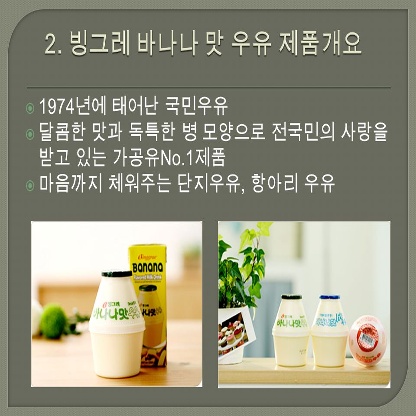 2. 빙그레 바나나 맛 우유 제품개요
1974년에 태어난 국민우유
달콤한 맛과 독특한 병 모양으로 전국민의 사랑을
받고 있는 가공유No.1제품
마음까지 체워주는 단지우유, 항아리 우유
BANANA
바나나맛